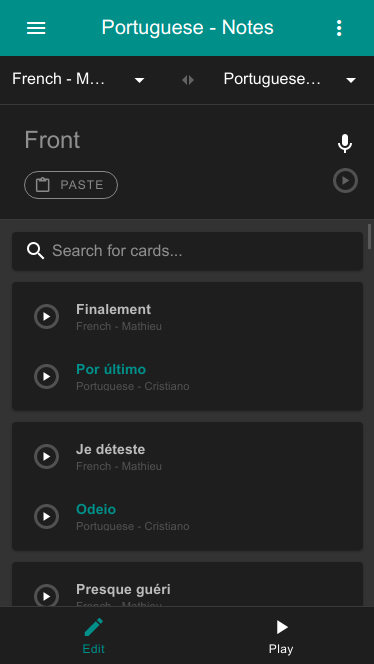 Portuguese - Notes
French - M...
Portuguese...
Front
PASTE
Search for cards...
Finalement
French - Mathieu
Por último
Portuguese - Cristiano
Je déteste
French - Mathieu
Odeio
Portuguese - Cristiano
Presque guéri
French - Mathieu
Edit
Play